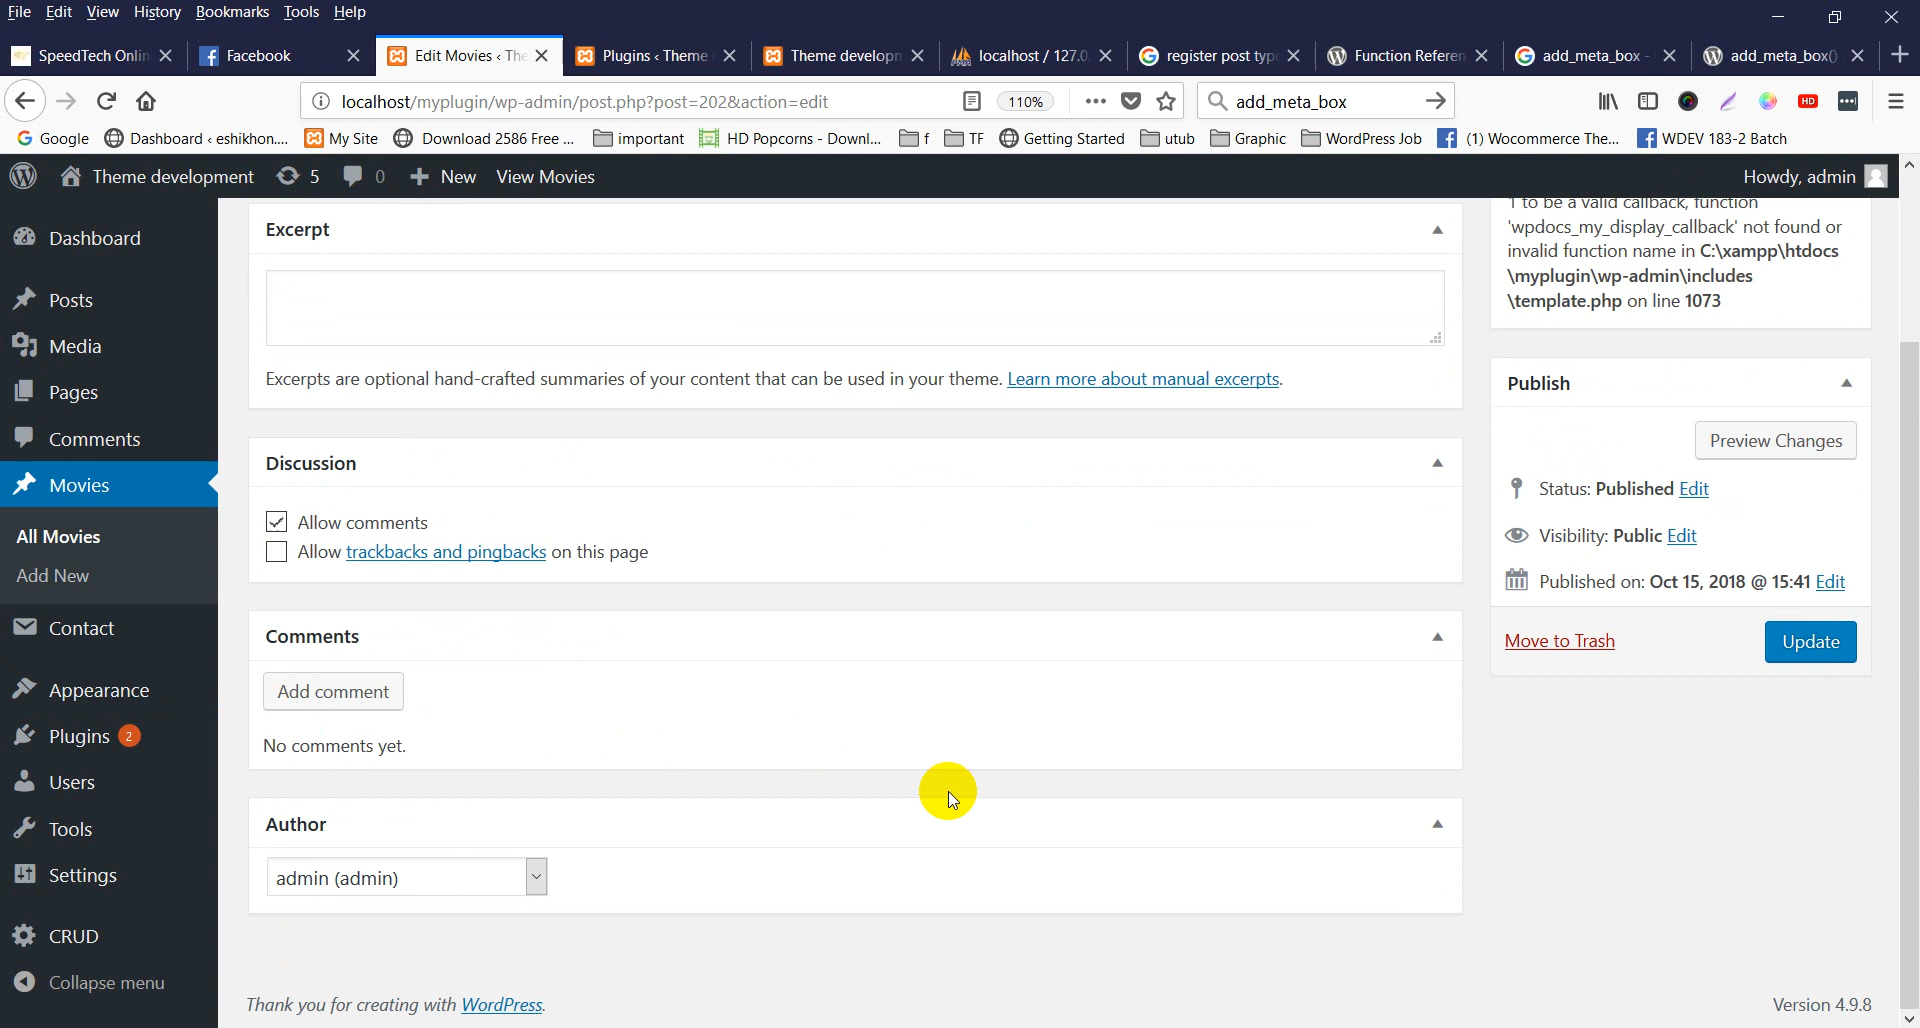 File Edit View History Bookmarks Tools Help
SpeedTech Onlin
Facebook
Edit Movies ‹ The
Plugins ‹ Theme
Theme developm
localhost / 127.0.
register post type
Function Referen
add_meta_box -
add_meta_box()
localhost/myplugin/wp-admin/post.php?post=202&action=edit
110%
add_meta_box
HD
Google
Dashboard ‹ eshikhon....
My Site
Download 2586 Free ...
important
HD Popcorns - Downl...
f
TF
Getting Started
utub
Graphic
WordPress Job
(1) Wocommerce The...
WDEV 183-2 Batch
Theme development
5
0
New
View Movies
Howdy, admin
Dashboard
Posts
Media
Pages
Comments
Movies
All Movies
Add New
Contact
Appearance
Plugins 2
Users
Tools
Settings
CRUD
Collapse menu
Excerpt
Excerpts are optional hand-crafted summaries of your content that can be used in your theme. Learn more about manual excerpts.
Discussion
Allow comments
Allow trackbacks and pingbacks on this page
Comments
Add comment
No comments yet.
Author
admin (admin)
Thank you for creating with WordPress.
1 to be a valid callback, function
'wpdocs_my_display_callback' not found or
invalid function name in C:\xampp\htdocs
\myplugin\wp-admin\includes
\template.php on line 1073
Publish
Preview Changes
Status: Published Edit
Visibility: Public Edit
Published on: Oct 15, 2018 @ 15:41 Edit
Move to Trash
Update
Version 4.9.8